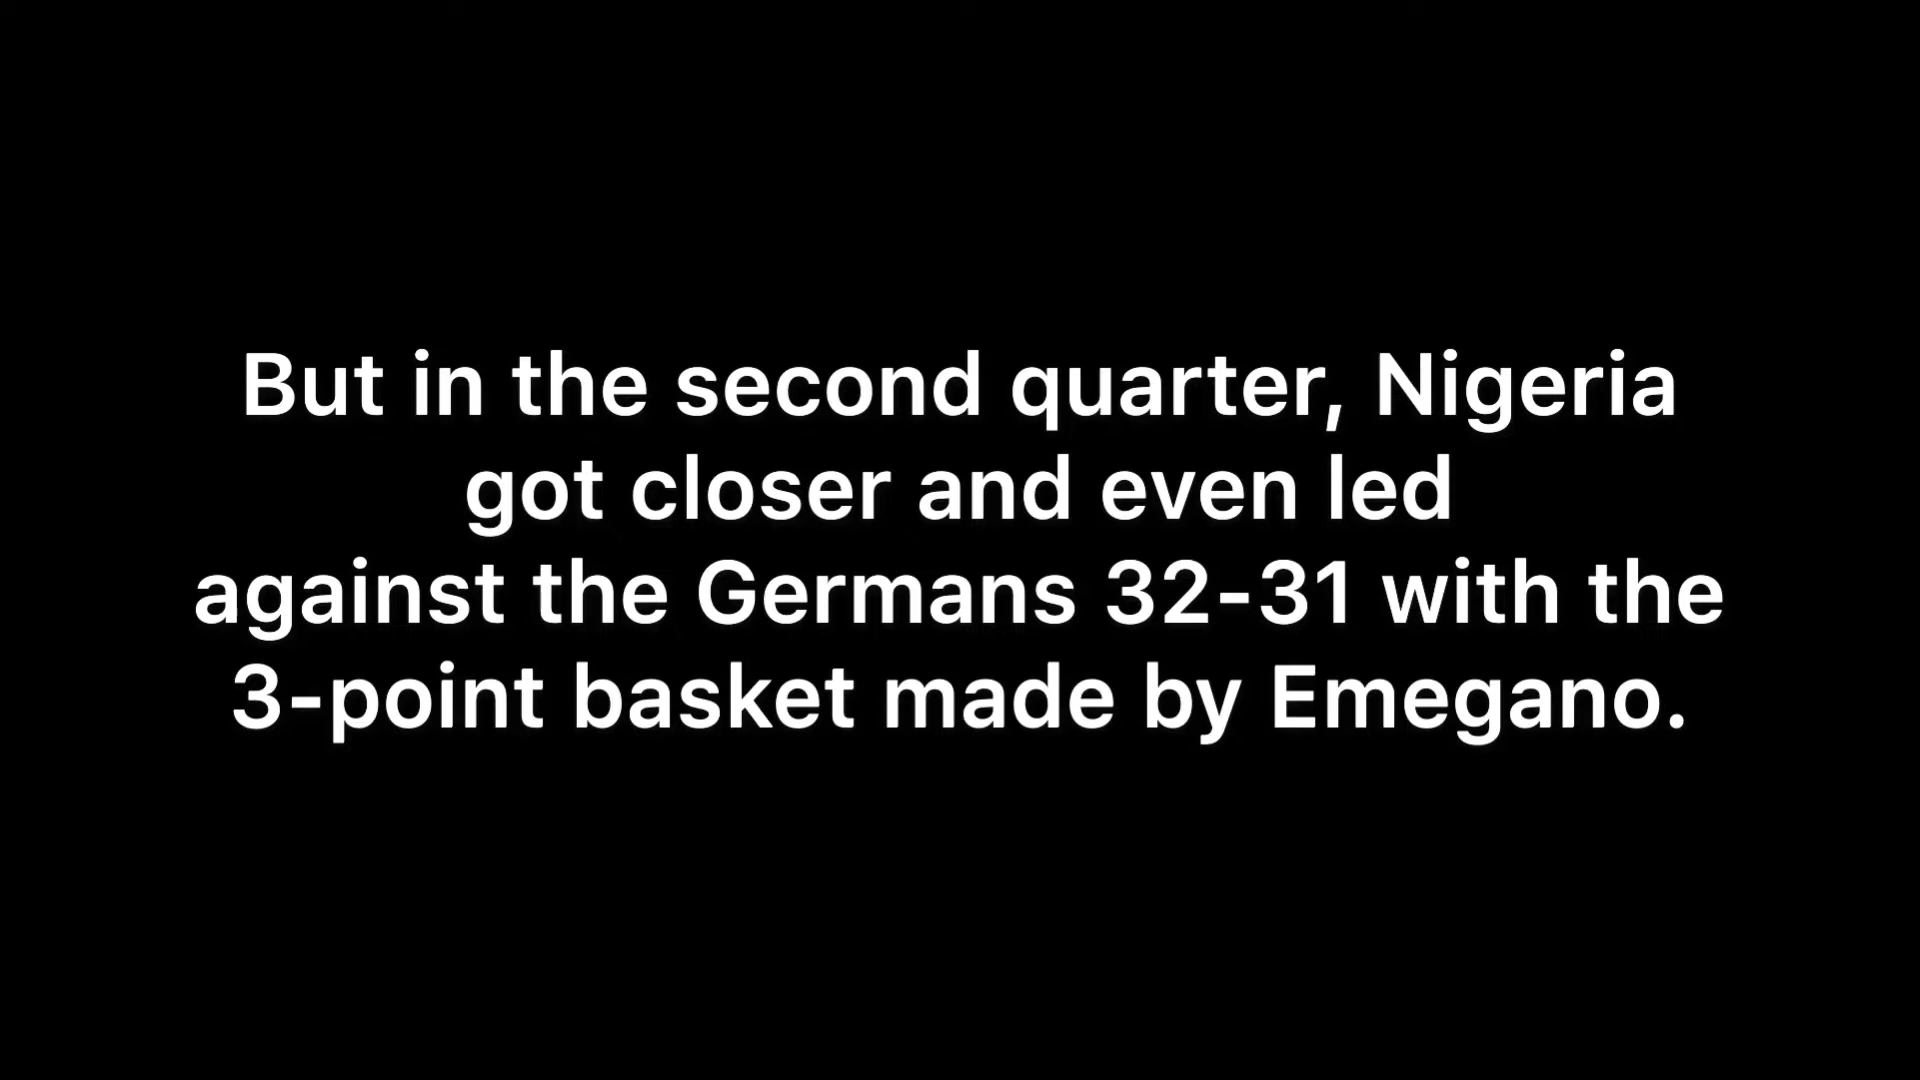 But in the second quarter, Nigeria
got closer and even led
against the Germans 32-31 with the
3-point basket made by Emegano.